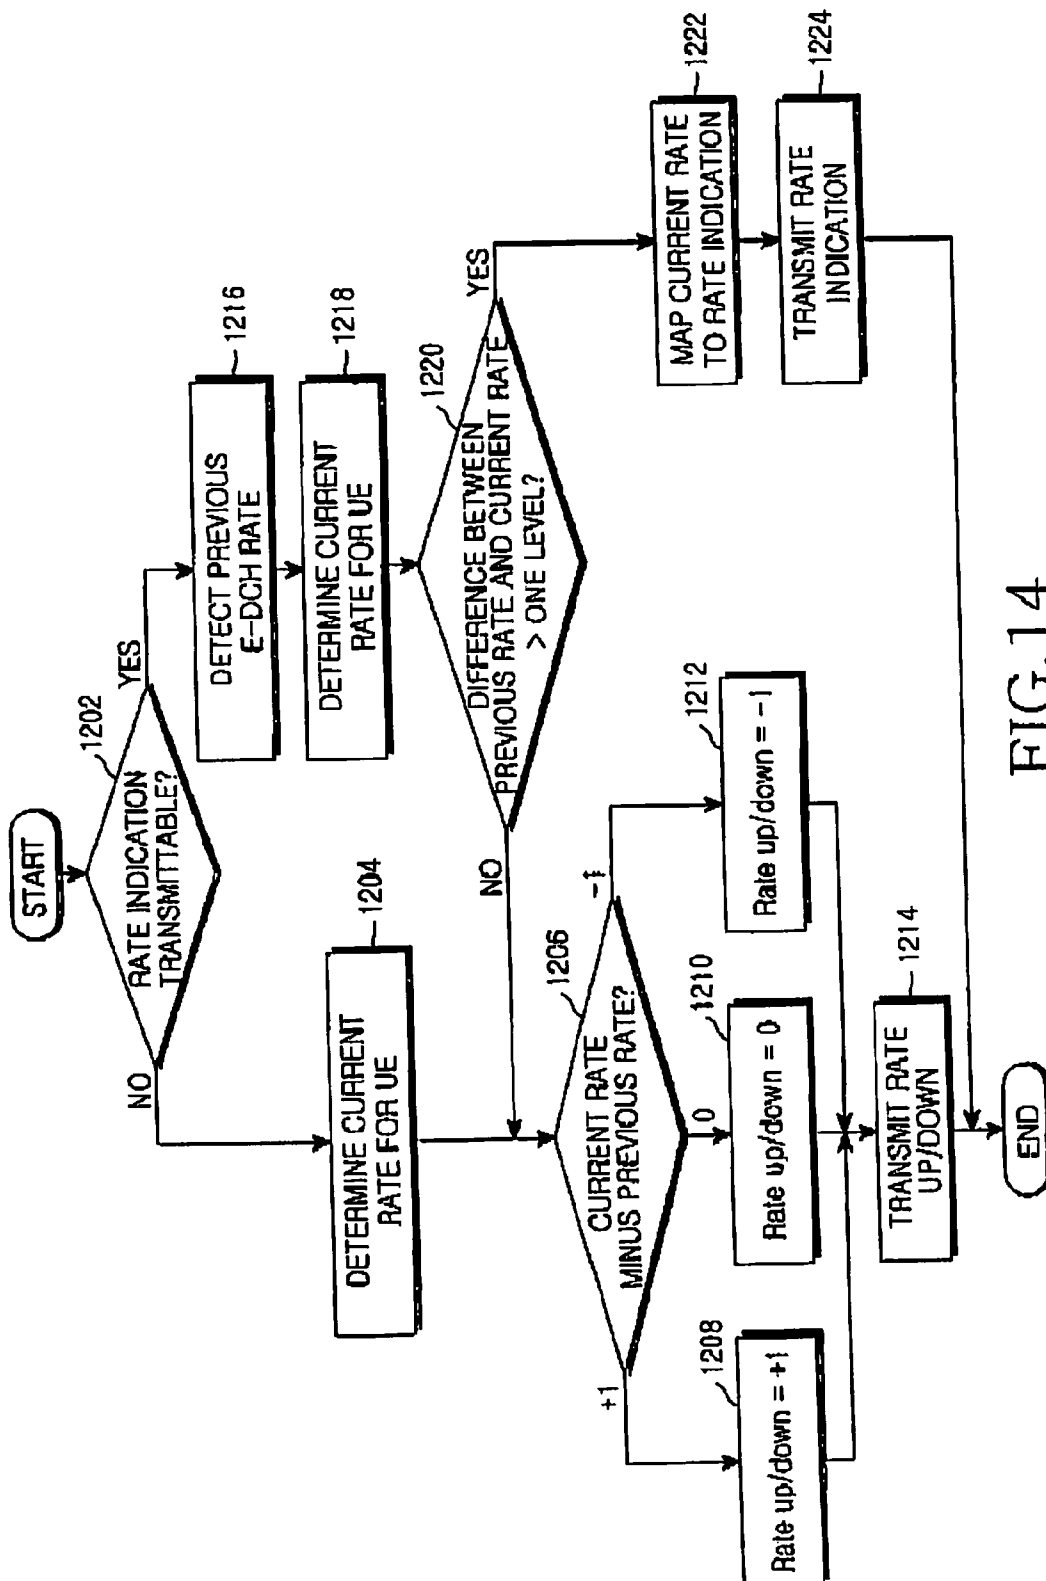 START
1202
RATE INDICATION
TRANSMITTABLE?
NO
YES
1204
DETERMINE CURRENT
RATE FOR UE
1216
DETECT PREVIOUS
E-DCH RATE
1218
DETERMINE CURRENT
RATE FOR UE
1220
DIFFERENCE BETWEEN
PREVIOUS RATE AND CURRENT RATE
> ONE LEVEL?
NO
YES
1206
CURRENT RATE
MINUS PREVIOUS RATE?
+1
0
-1
1208
Rate up/down = +1
1210
Rate up/down = 0
1212
Rate up/down = -1
1214
TRANSMIT RATE
UP/DOWN
1222
MAP CURRENT RATE
TO RATE INDICATION
1224
TRANSMIT RATE
INDICATION
END
FIG.14